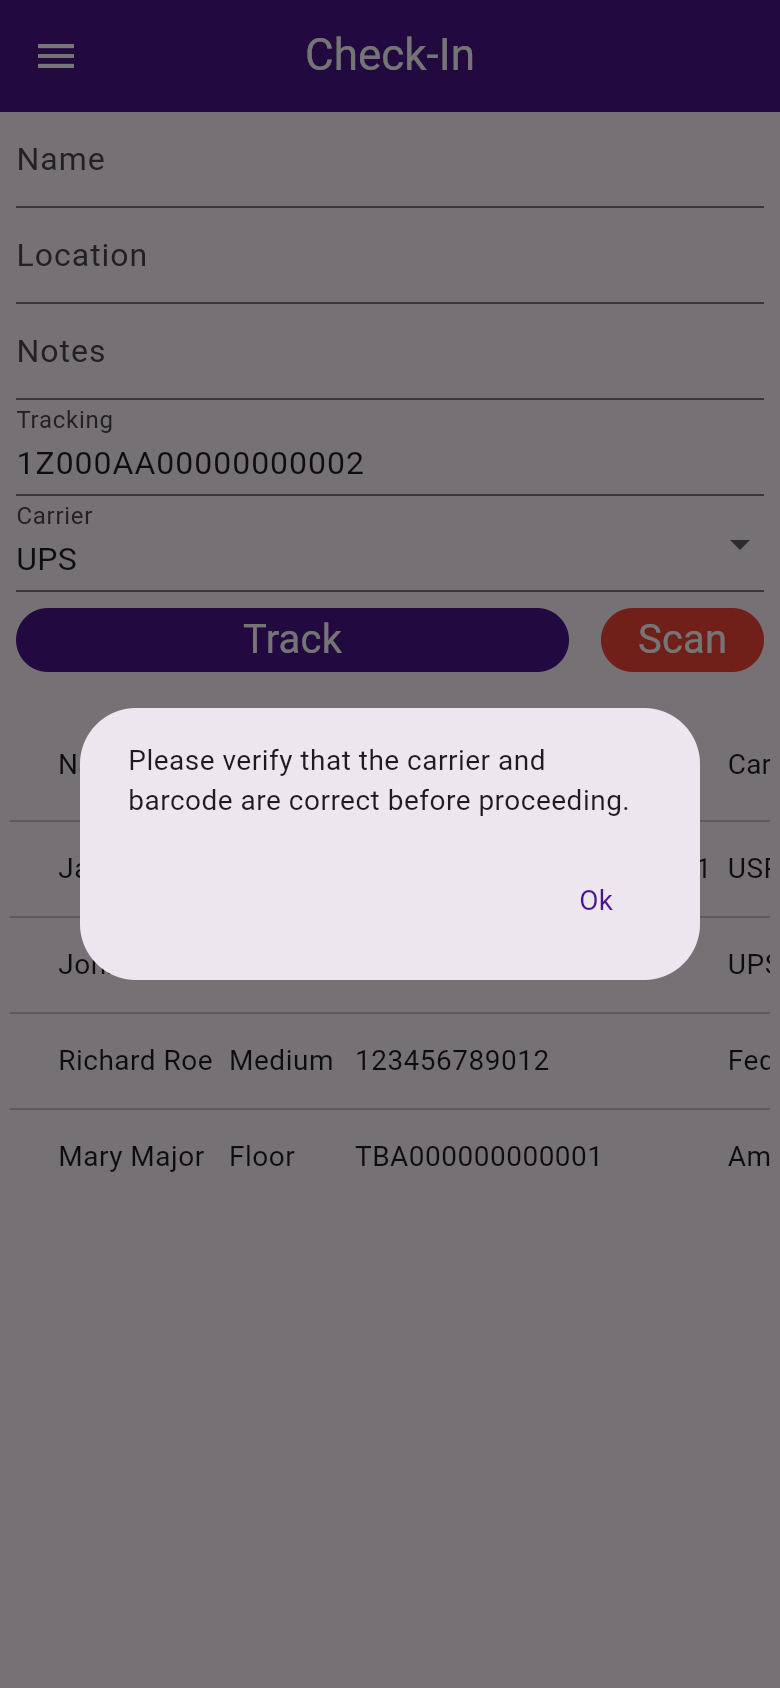 Check-In
Name
Location
Notes
Tracking
1Z000AA00000000002
Carrier
UPS
Track Scan
Please verify that the carrier and
barcode are correct before proceeding.
Ok
Richard Roe Medium 123456789012
Mary Major Floor TBA000000000001